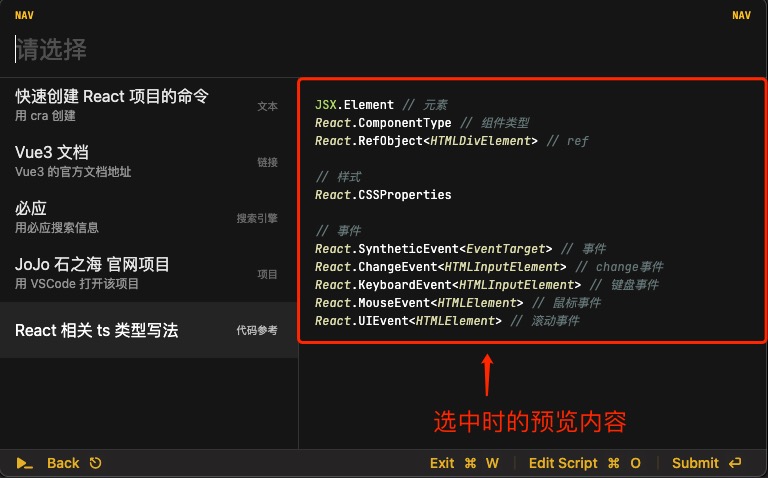 NAV
NAV
请选择
快速创建 React 项目的命令
用 cra 创建
文本
Vue3 文档
Vue3 的官方文档地址
链接
必应
用必应搜索信息
搜索引擎
JoJo 石之海 官网项目
用 VSCode 打开该项目
项目
React 相关 ts 类型写法
代码参考
JSX.Element // 元素
React.ComponentType // 组件类型
React.RefObject<HTMLDivElement> // ref
// 样式
React.CSSProperties
// 事件
React.SyntheticEvent<EventTarget> // 事件
React.ChangeEvent<HTMLInputElement> // change事件
React.KeyboardEvent<HTMLInputElement> // 键盘事件
React.MouseEvent<HTMLElement> // 鼠标事件
React.UIEvent<HTMLElement> // 滚动事件
选中时的预览内容
Back
Exit ⌘ W
Edit Script ⌘ O
Submit ↩